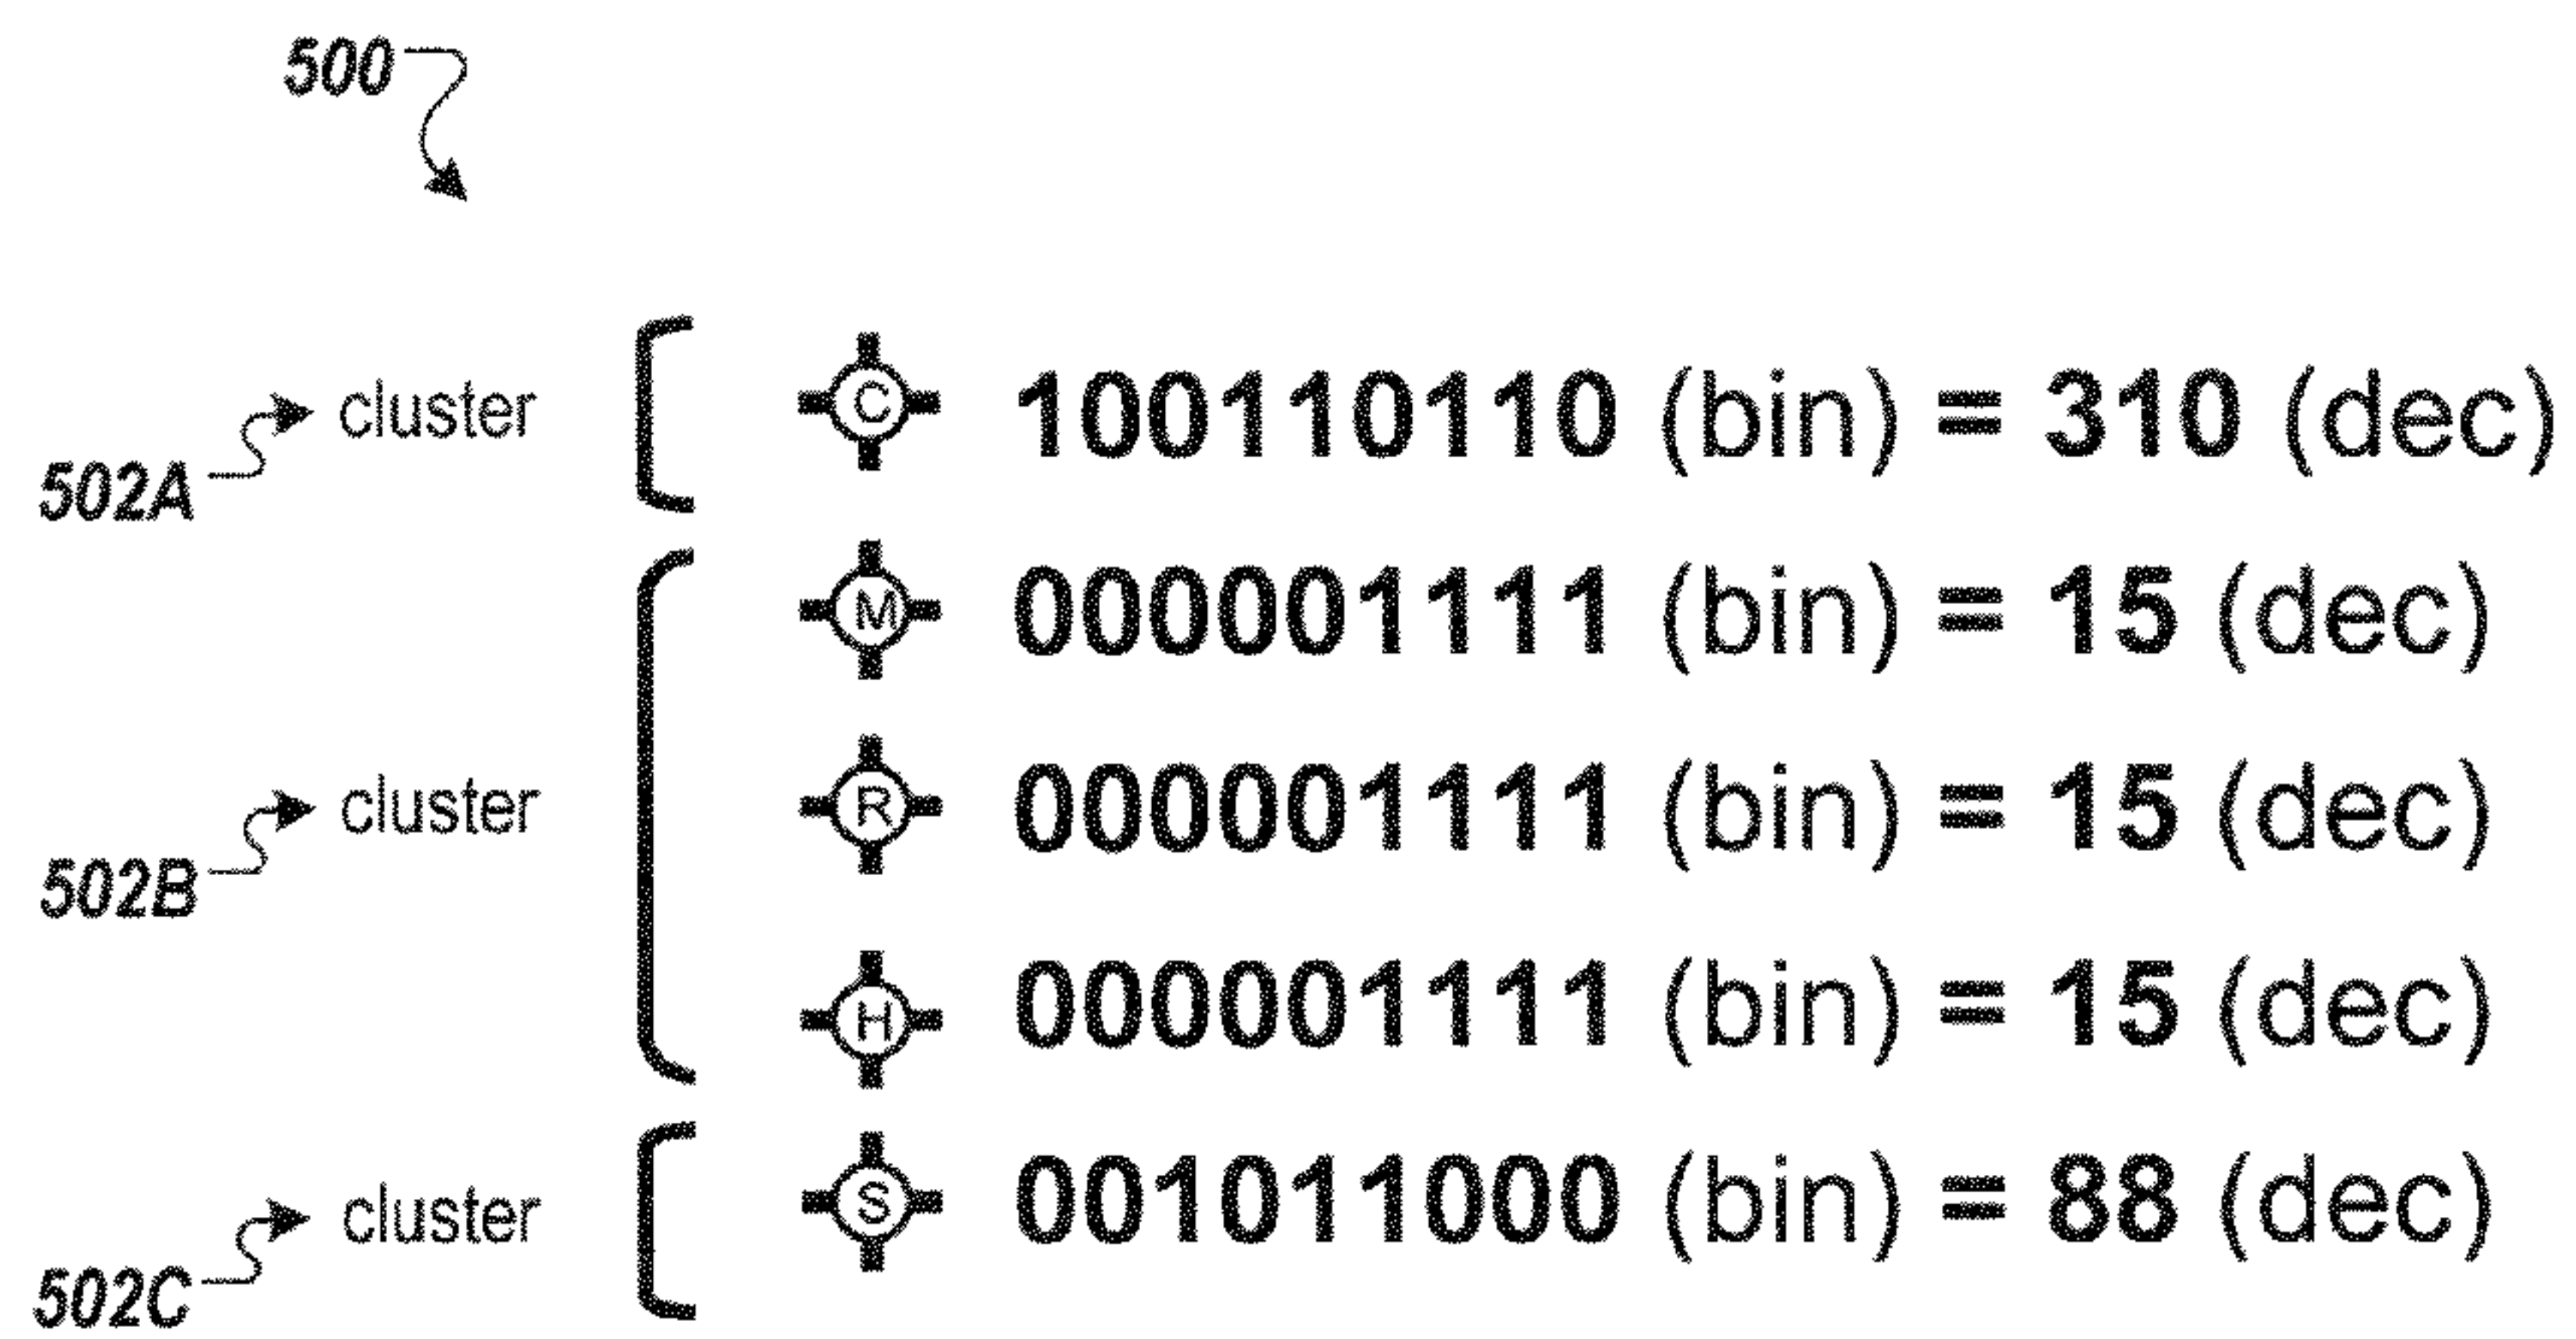 500
cluster C 100110110 (bin) = 310 (dec)
502A
M 000001111 (bin) = 15 (dec)
cluster R 000001111 (bin) = 15 (dec)
502B
H 000001111 (bin) = 15 (dec)
cluster S 001011000 (bin) = 88 (dec)
502C